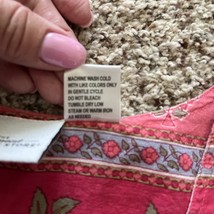 MACHINE WASH COLD
WITH LIKE COLORS ONLY
IN GENTLE CYCLE
DO NOT BLEACH
TUMBLE DRY LOW
STEAM OR WARM IRON
AS NEEDED
STORE